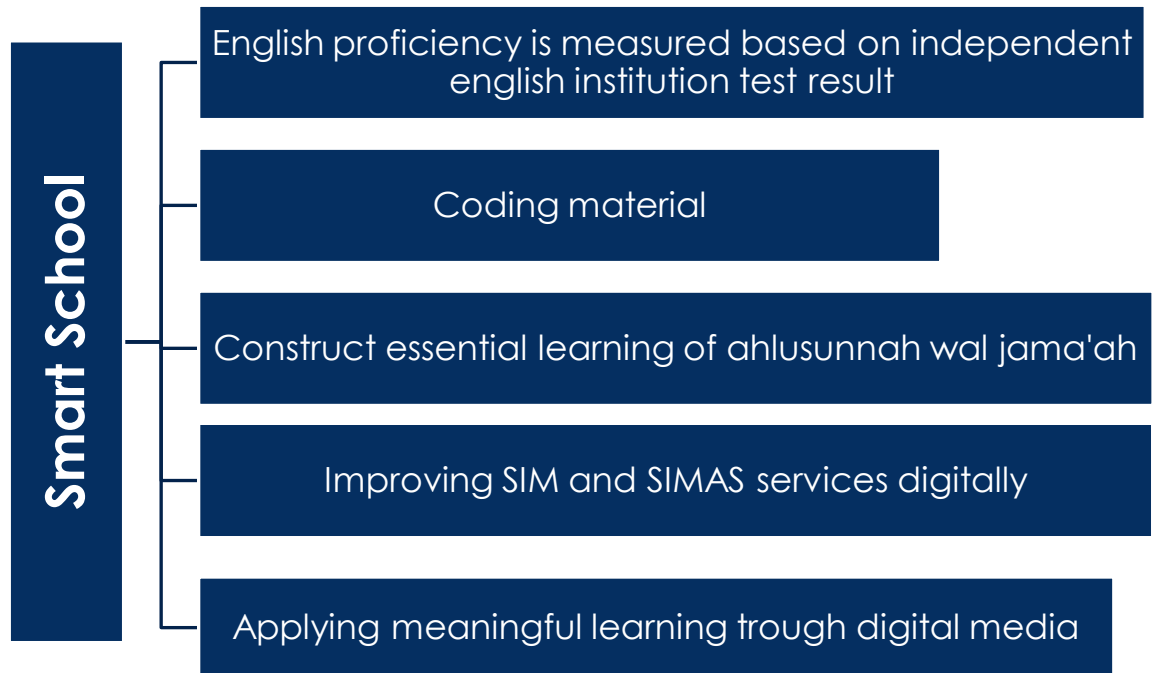 Smart School
English proficiency is measured based on independent
english institution test result
Coding material
Construct essential learning of ahlusunnah wal jama'ah
Improving SIM and SIMAS services digitally
Applying meaningful learning trough digital media